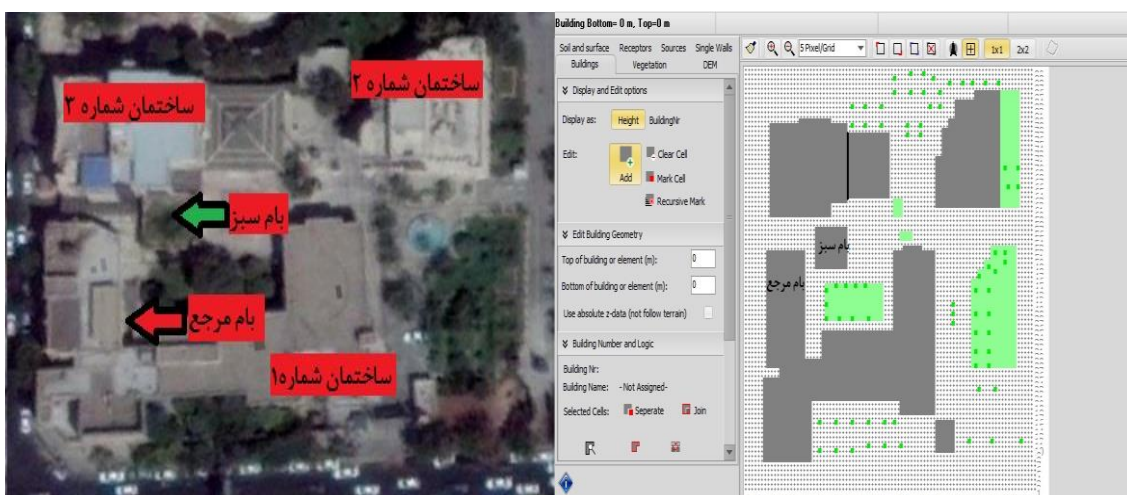 ساختمان شماره ۲
ساختمان شماره ۳
بام سبز
بام مرجع
ساختمان شماره۱
Building Bottom= 0 m, Top=0 m
Soil and surface Receptors Sources Single Walls
Buildings Vegetation DEM
Display and Edit options
Display as: Height BuildingNr
Edit: Add Clear Cell
Mark Cell
Recursive Mark
Edit Building Geometry
Top of building or element (m): 0
Bottom of building or element (m): 0
Use absolute z-data (not follow terrain)
Building Number and Logic
Building Nr:
Building Name: - Not Assigned-
Selected Cells: Seperate Join
5 Pixel/Grid 1x1 2x2
بام سبز
بام مرجع